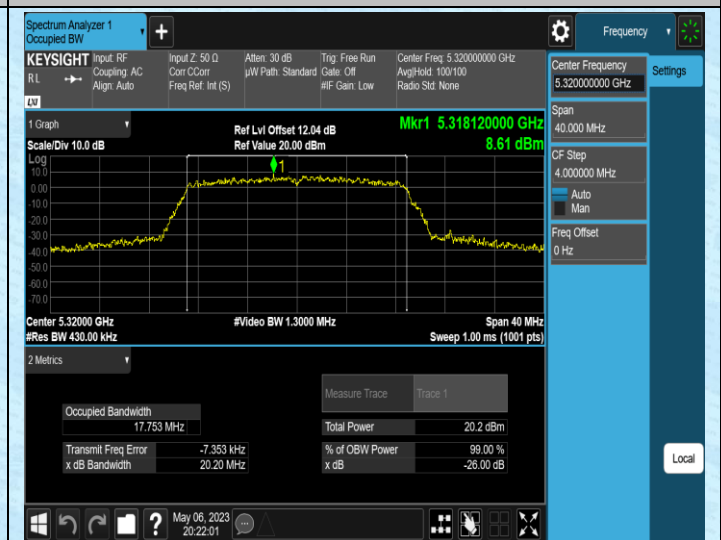 Spectrum Analyzer 1
Occupied BW
+
Frequency
KEYSIGHT
R L
LXI
Input: RF
Coupling: AC
Align: Auto
Input Z: 50 Ω
Corr CCorr
Freq Ref: Int (S)
Atten: 30 dB
µW Path: Standard
Trig: Free Run
Gate: Off
#IF Gain: Low
Center Freq: 5.320000000 GHz
Avg|Hold: 100/100
Radio Std: None
Center Frequency
5.320000000 GHz
Settings
Span
40.000 MHz
CF Step
4.000000 MHz
Auto
Man
Freq Offset
0 Hz
1 Graph
Scale/Div 10.0 dB
Ref Lvl Offset 12.04 dB
Ref Value 20.00 dBm
Mkr1 5.318120000 GHz
8.61 dBm
Log
10.0
0.00
-10.0
-20.0
-30.0
-40.0
-50.0
-60.0
-70.0
1
Center 5.32000 GHz
#Res BW 430.00 kHz
#Video BW 1.3000 MHz
Span 40 MHz
Sweep 1.00 ms (1001 pts)
2 Metrics
Measure Trace
Trace 1
Occupied Bandwidth
17.753 MHz
Total Power
20.2 dBm
Transmit Freq Error
-7.353 kHz
% of OBW Power
99.00 %
x dB Bandwidth
20.20 MHz
x dB
-26.00 dB
Local
?
May 06, 2023
20:22:01